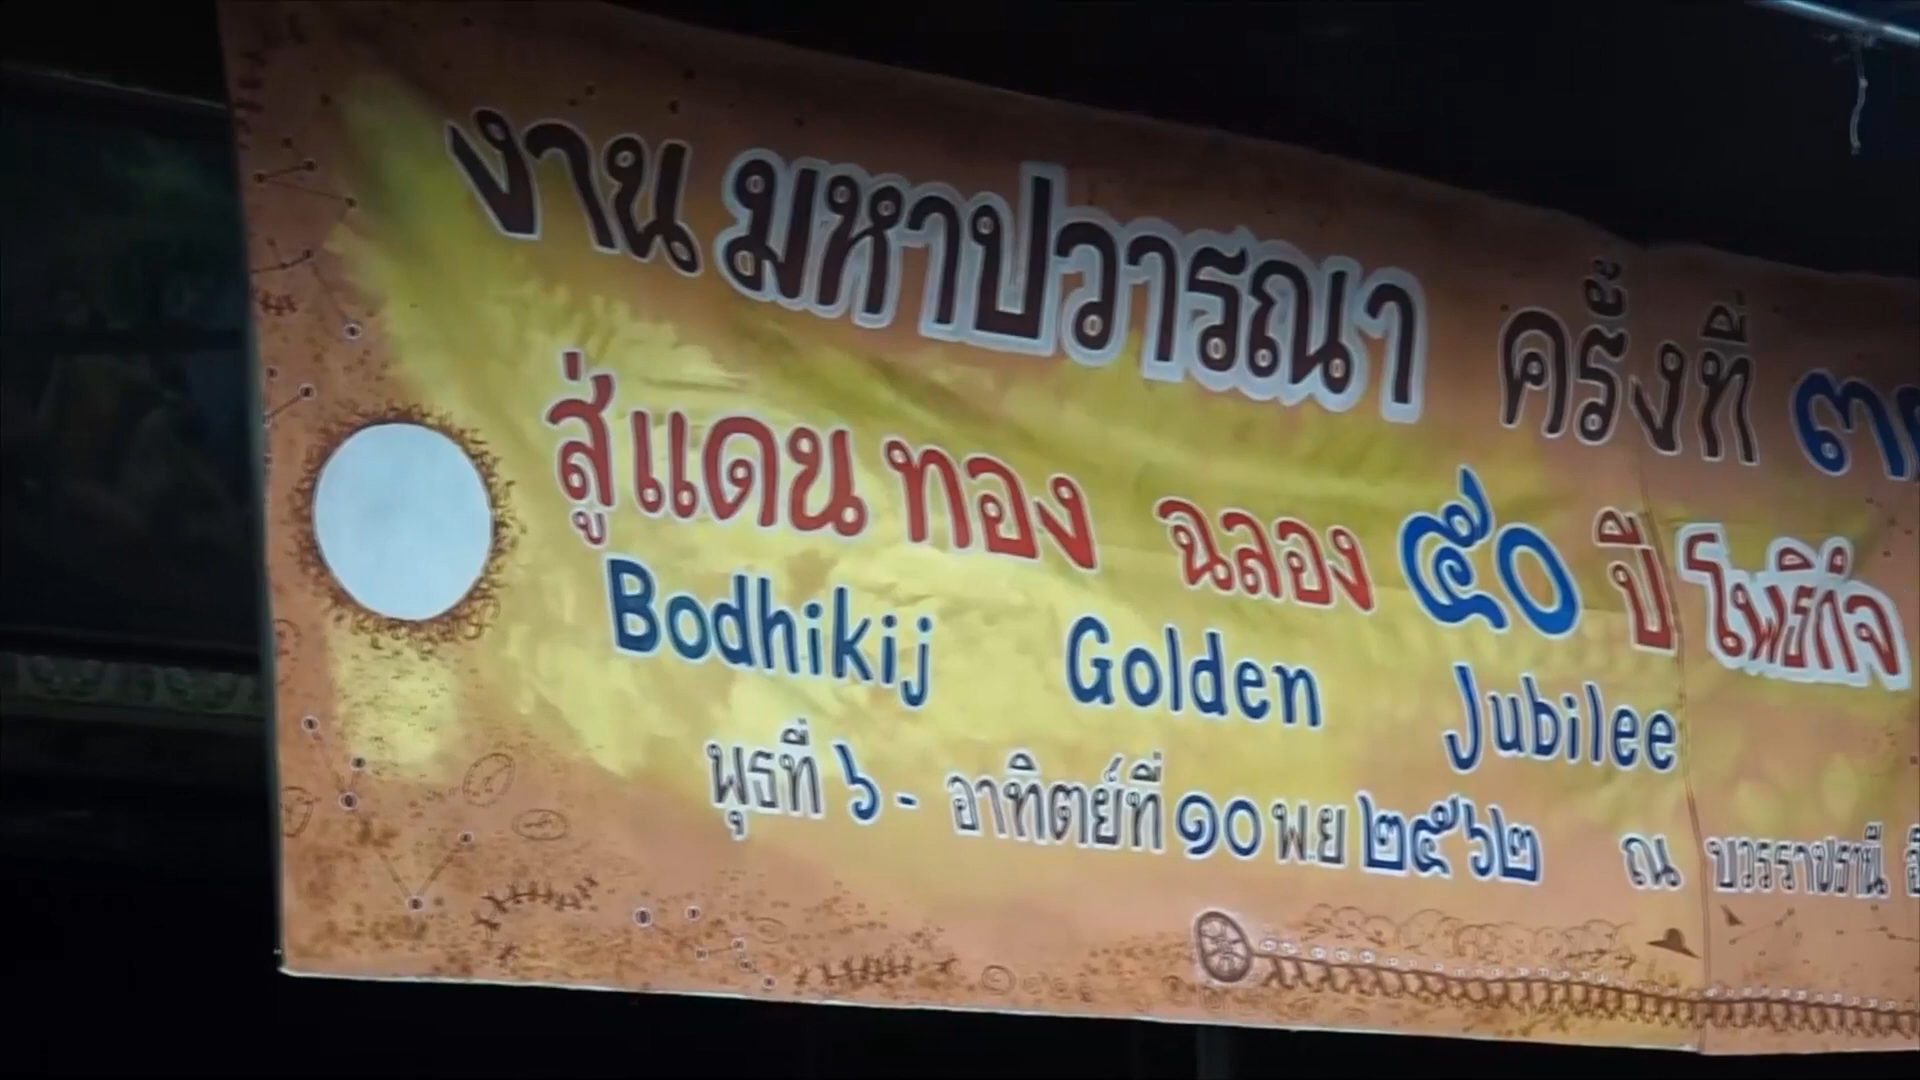 งานมหาปวารณา ครั้งที่
สู่แดนทอง ฉลอง ๕๐ ปี โพธิกิจ
Bodhikij Golden Jubilee
พุธที่ ๖ - อาทิตย์ที่ ๑๐ พ.ย ๒๕๖๒ ณ บวรราชธานี